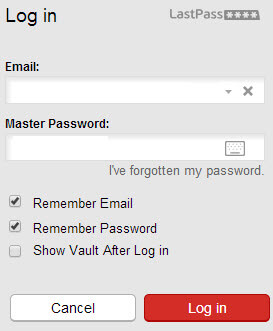 Log in
LastPass ****
Email:
Master Password:
I've forgotten my password.
Remember Email
Remember Password
Show Vault After Log in
Cancel
Log in